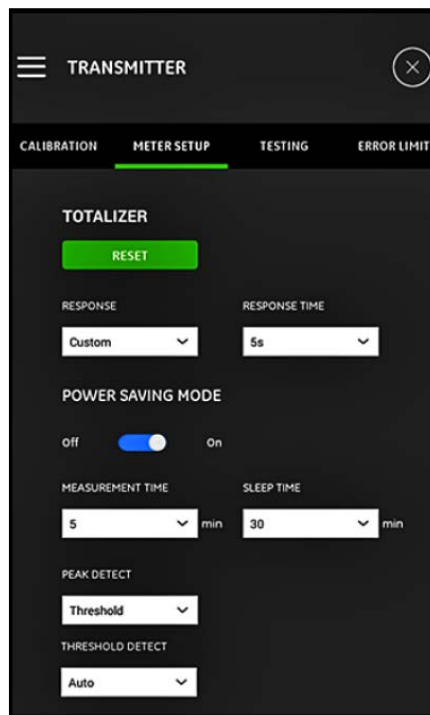 TRANSMITTER
CALIBRATION METER SETUP TESTING ERROR LIMIT
TOTALIZER
RESET
RESPONSE RESPONSE TIME
Custom 5s
POWER SAVING MODE
Off On
MEASUREMENT TIME SLEEP TIME
5 min 30 min
PEAK DETECT
Threshold
THRESHOLD DETECT
Auto